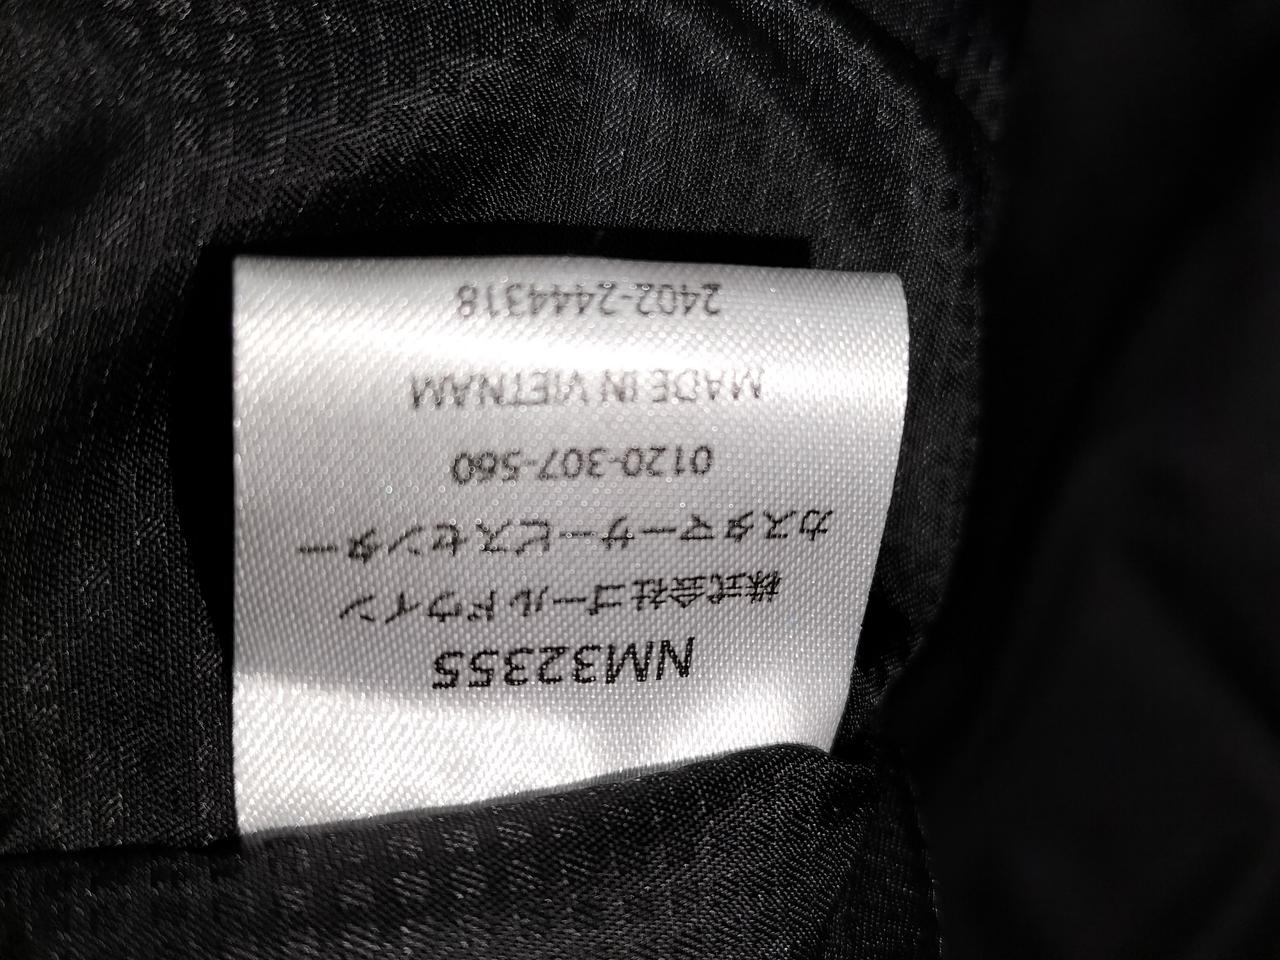 NM32355
株式会社ゴールドウイン
カスタマーサービスセンター
0120-307-560
MADE IN VIETNAM
2402-2444318